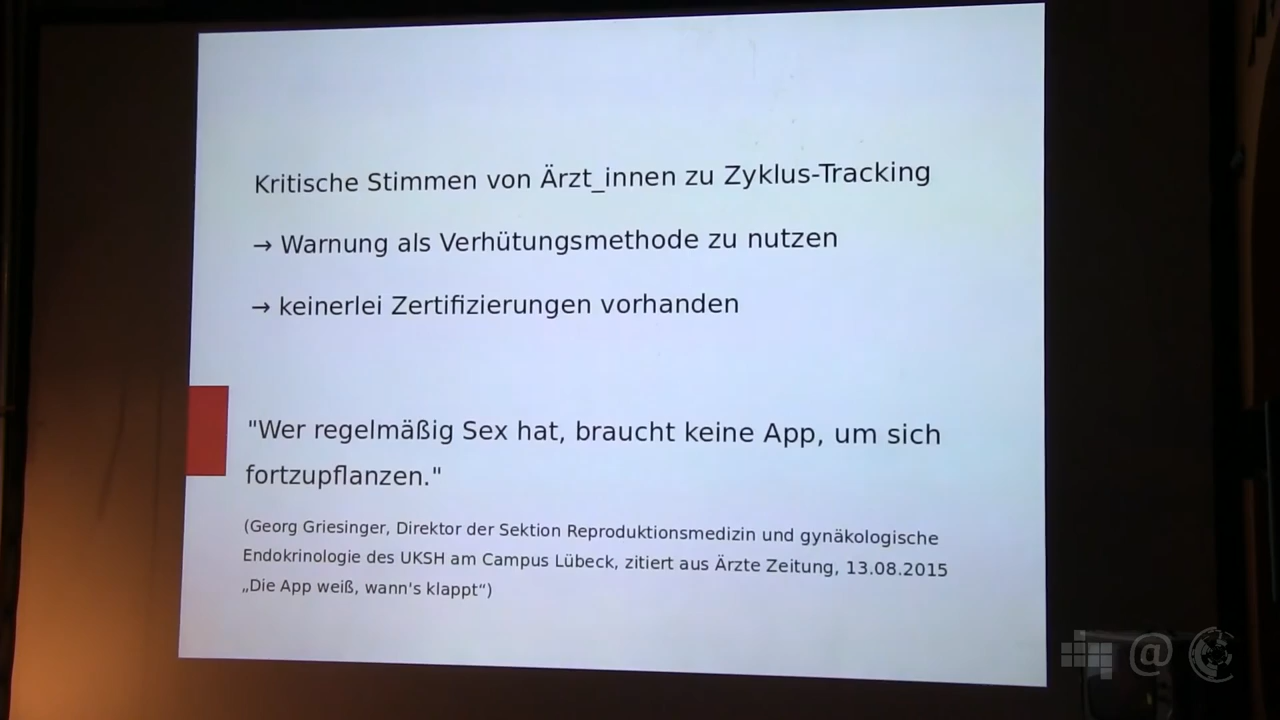 Kritische Stimmen von Ärzt_innen zu Zyklus-Tracking
→ Warnung als Verhütungsmethode zu nutzen
→ keinerlei Zertifizierungen vorhanden
"Wer regelmäßig Sex hat, braucht keine App, um sich
fortzupflanzen."
(Georg Griesinger, Direktor der Sektion Reproduktionsmedizin und gynäkologische
Endokrinologie des UKSH am Campus Lübeck, zitiert aus Ärzte Zeitung, 13.08.2015
„Die App weiß, wann's klappt“)
@